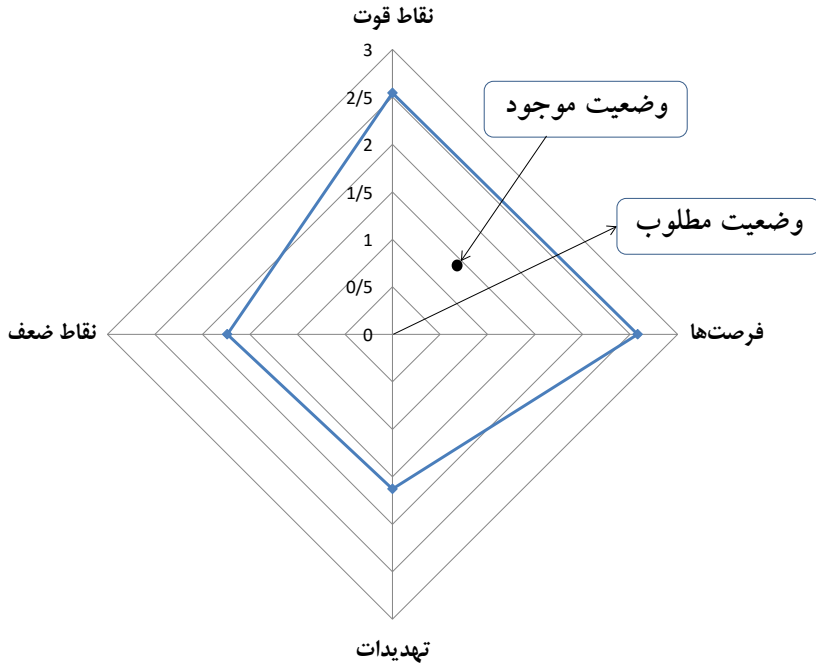 نقاط قوت
3
2/5
2
1/5
1
0/5
0
وضعیت موجود
وضعیت مطلوب
فرصت‌ها
نقاط ضعف
تهدیدات